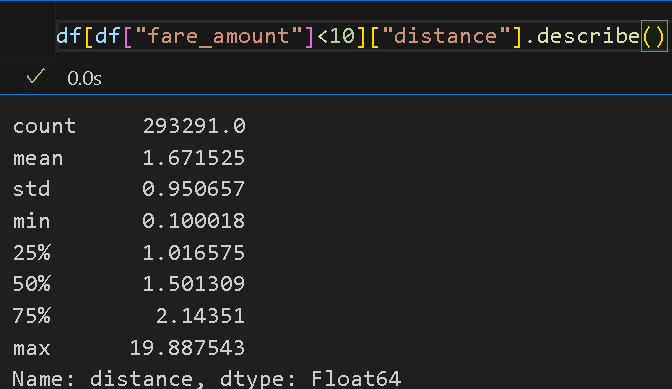 df[df["fare_amount"]<10]["distance"].describe()
0.0s
count 293291.0
mean 1.671525
std 0.950657
min 0.100018
25% 1.016575
50% 1.501309
75% 2.14351
max 19.887543
Name: distance, dtype: Float64